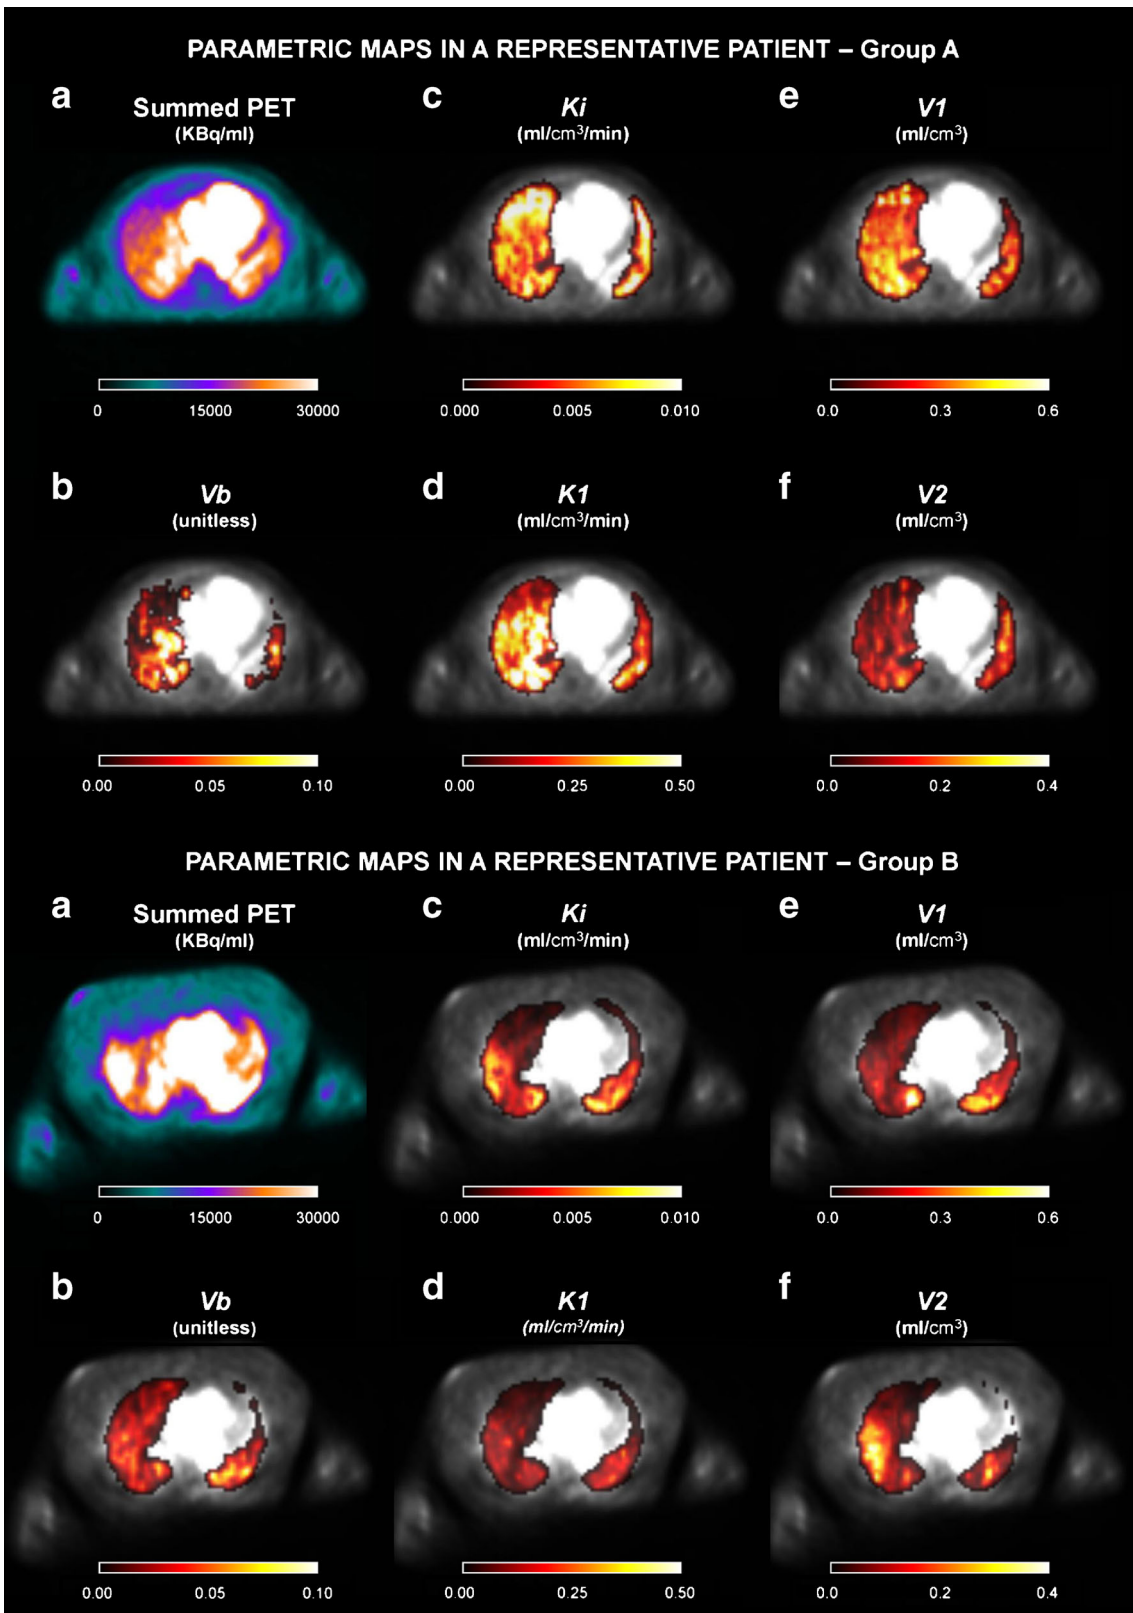 PARAMETRIC MAPS IN A REPRESENTATIVE PATIENT – Group A
a Summed PET (KBq/ml)
c Ki (ml/cm³/min)
e V1 (ml/cm³)
0 15000 30000
0.000 0.005 0.010
0.0 0.3 0.6
b Vb (unitless)
d K1 (ml/cm³/min)
f V2 (ml/cm³)
0.00 0.05 0.10
0.00 0.25 0.50
0.0 0.2 0.4
PARAMETRIC MAPS IN A REPRESENTATIVE PATIENT – Group B
a Summed PET (KBq/ml)
c Ki (ml/cm³/min)
e V1 (ml/cm³)
0 15000 30000
0.000 0.005 0.010
0.0 0.3 0.6
b Vb (unitless)
d K1 (ml/cm³/min)
f V2 (ml/cm³)
0.00 0.05 0.10
0.00 0.25 0.50
0.0 0.2 0.4